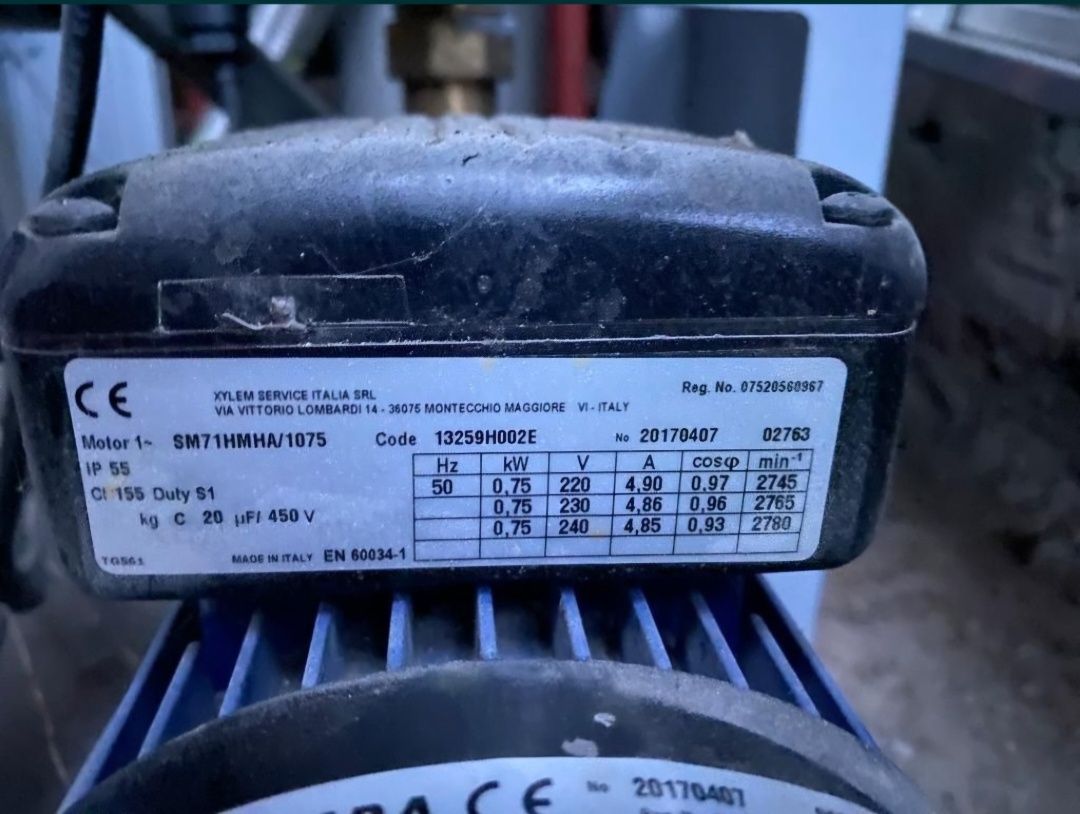 CE
XYLEM SERVICE ITALIA SRL
VIA VITTORIO LOMBARDI 14 - 36075 MONTECCHIO MAGGIORE VI - ITALY
Reg. No. 07520560967
Motor 1~ SM71HMHA/1075 Code 13259H002E No 20170407 02763
IP 55
Cl 155 Duty S1
kg C 20 µF/ 450 V
Hz kW V A cosφ min-1
50 0,75 220 4,90 0,97 2745
0,75 230 4,86 0,96 2765
0,75 240 4,85 0,93 2780
MADE IN ITALY EN 60034-1
CE No 20170407